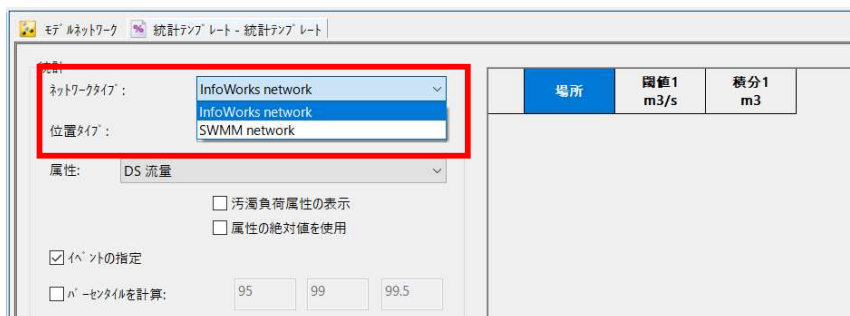 モデルネットワーク 統計テンプレート - 統計テンプレート
統計
ネットワークタイプ: InfoWorks network
InfoWorks network
SWMM network
位置タイプ:
属性: DS 流量
汚濁負荷属性の表示
属性の絶対値を使用
イベントの指定
パーセンタイルを計算: 95 99 99.5
場所 閾値1 積分1
m3/s m3